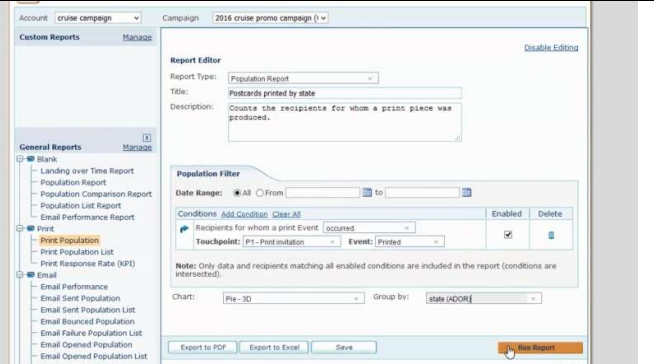 Account cruise campaign Campaign 2016 cruise promo campaign (
Custom Reports Manage
Disable Editing
Report Editor
Report Type: Population Report
Title: Postcards printed by state
Description: Counts the recipients for whom a print piece was
produced.
General Reports Manage
Blank
Landing over Time Report
Population Report
Population Comparison Report
Population List Report
Email Performance Report
Print
Print Population
Print Population List
Print Response Rate (KPI)
Email
Email Performance
Email Sent Population
Email Sent Population List
Email Bounced Population
Email Failure Population List
Email Opened Population
Email Opened Population List
Population Filter
Date Range: All From to
Conditions Add Condition Clear All Enabled Delete
Recipients for whom a print Event occurred
Touchpoint: P1 - Print invitation Event: Printed
Note: Only data and recipients matching all enabled conditions are included in the report (conditions are
intersected).
Chart: Pie - 3D Group by: state (ADOR)
Export to PDF Export to Excel Save Run Report